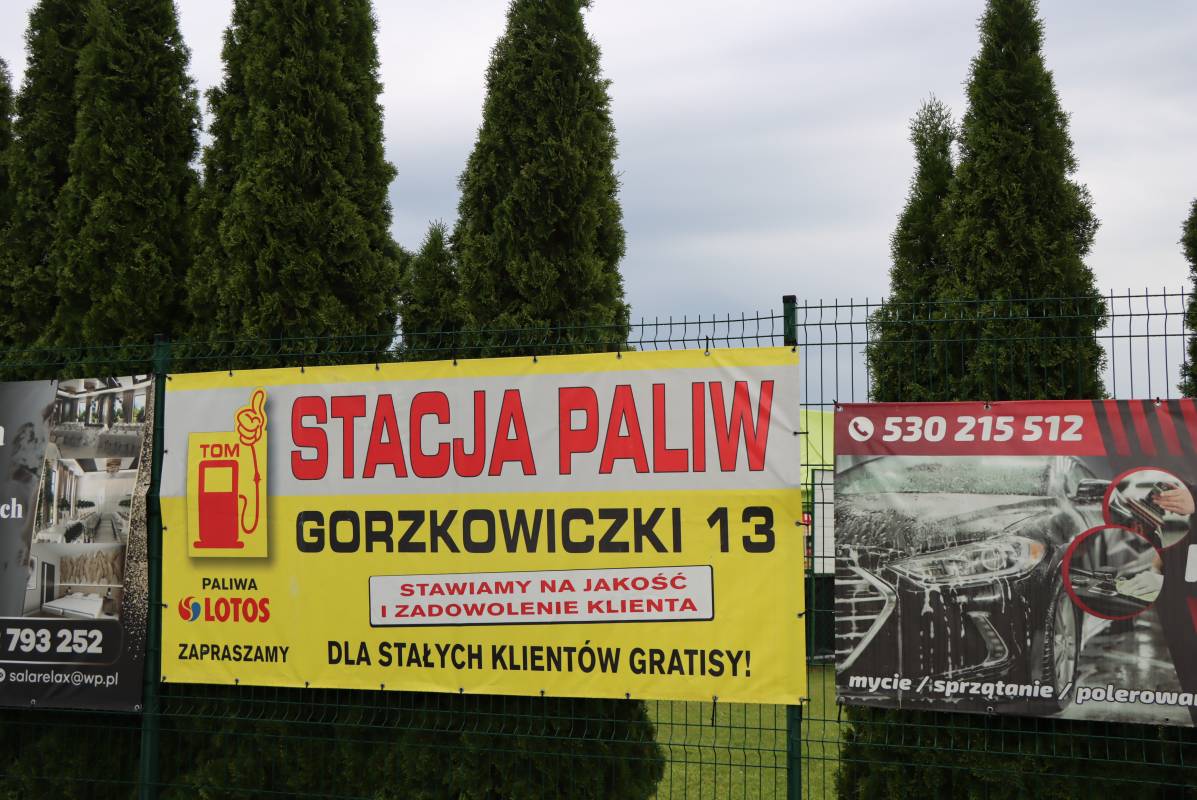 ch
793 252
salarelax@wp.pl
TOM
STACJA PALIW
GORZKOWICZKI 13
STAWIAMY NA JAKOŚĆ
I ZADOWOLENIE KLIENTA
PALIWA
LOTOS
ZAPRASZAMY
DLA STAŁYCH KLIENTÓW GRATISY!
530 215 512
mycie / sprzątanie / polerowa